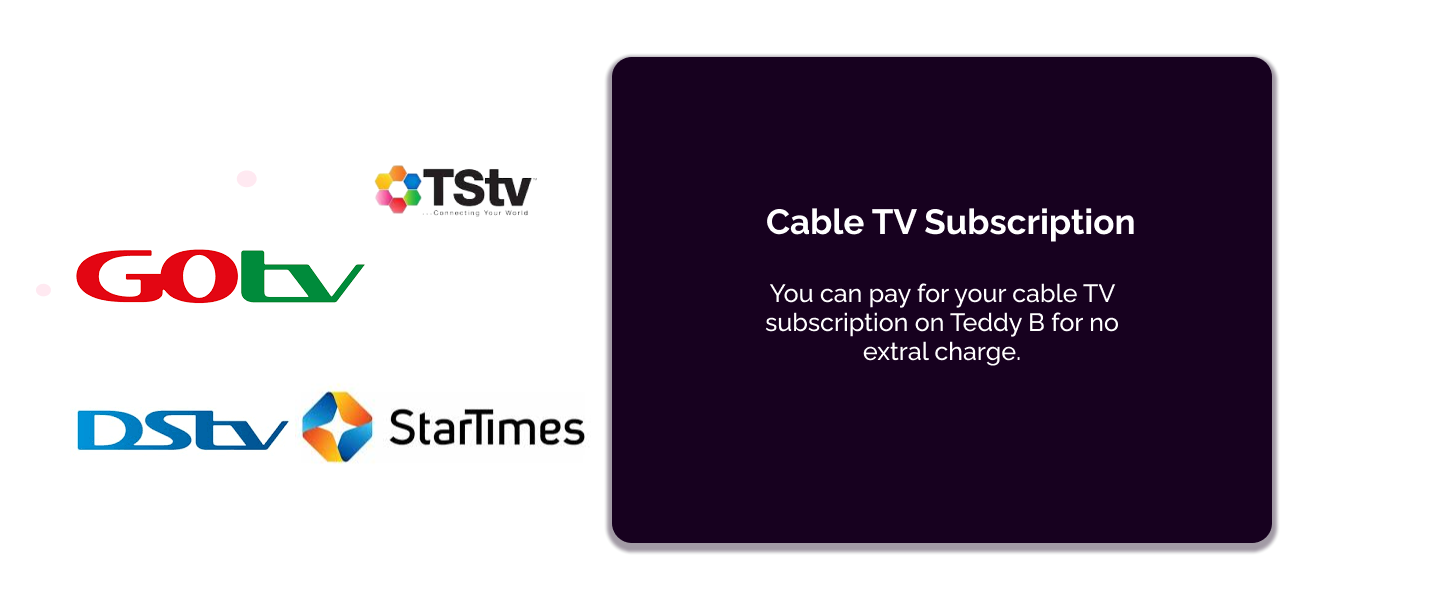 TStv
...Connecting Your World
GOtv
DStv
StarTimes
Cable TV Subscription
You can pay for your cable TV
subscription on Teddy B for no
extral charge.